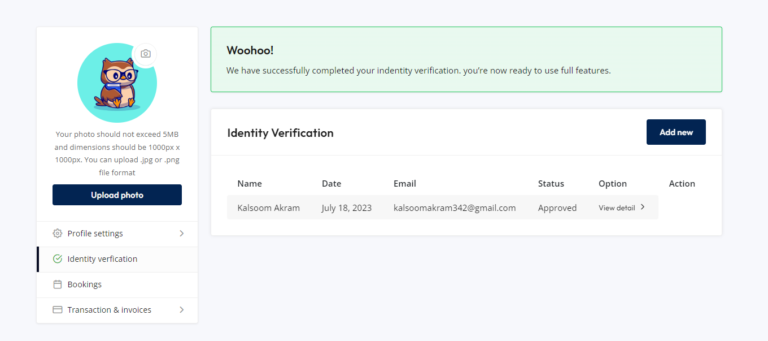 Your photo should not exceed 5MB
and dimensions should be 1000px x
1000px. You can upload .jpg or .png
file format
Upload photo
Profile settings
Identity verfication
Bookings
Transaction & invoices
Woohoo!
We have successfully completed your indentity verification. you're now ready to use full features.
Identity Verification
Add new
Name Date Email Status Option Action
Kalsoom Akram July 18, 2023 kalsoomakram342@gmail.com Approved View detail